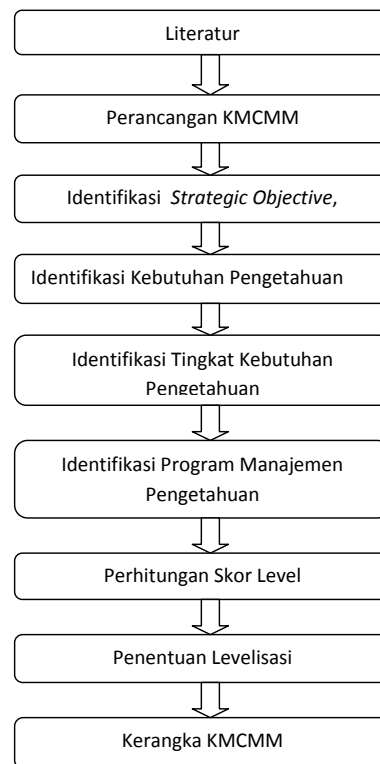 Literatur
Perancangan KMCMM
Identifikasi Strategic Objective,
Identifikasi Kebutuhan Pengetahuan
Identifikasi Tingkat Kebutuhan
Pengetahuan
Identifikasi Program Manajemen
Pengetahuan
Perhitungan Skor Level
Penentuan Levelisasi
Kerangka KMCMM